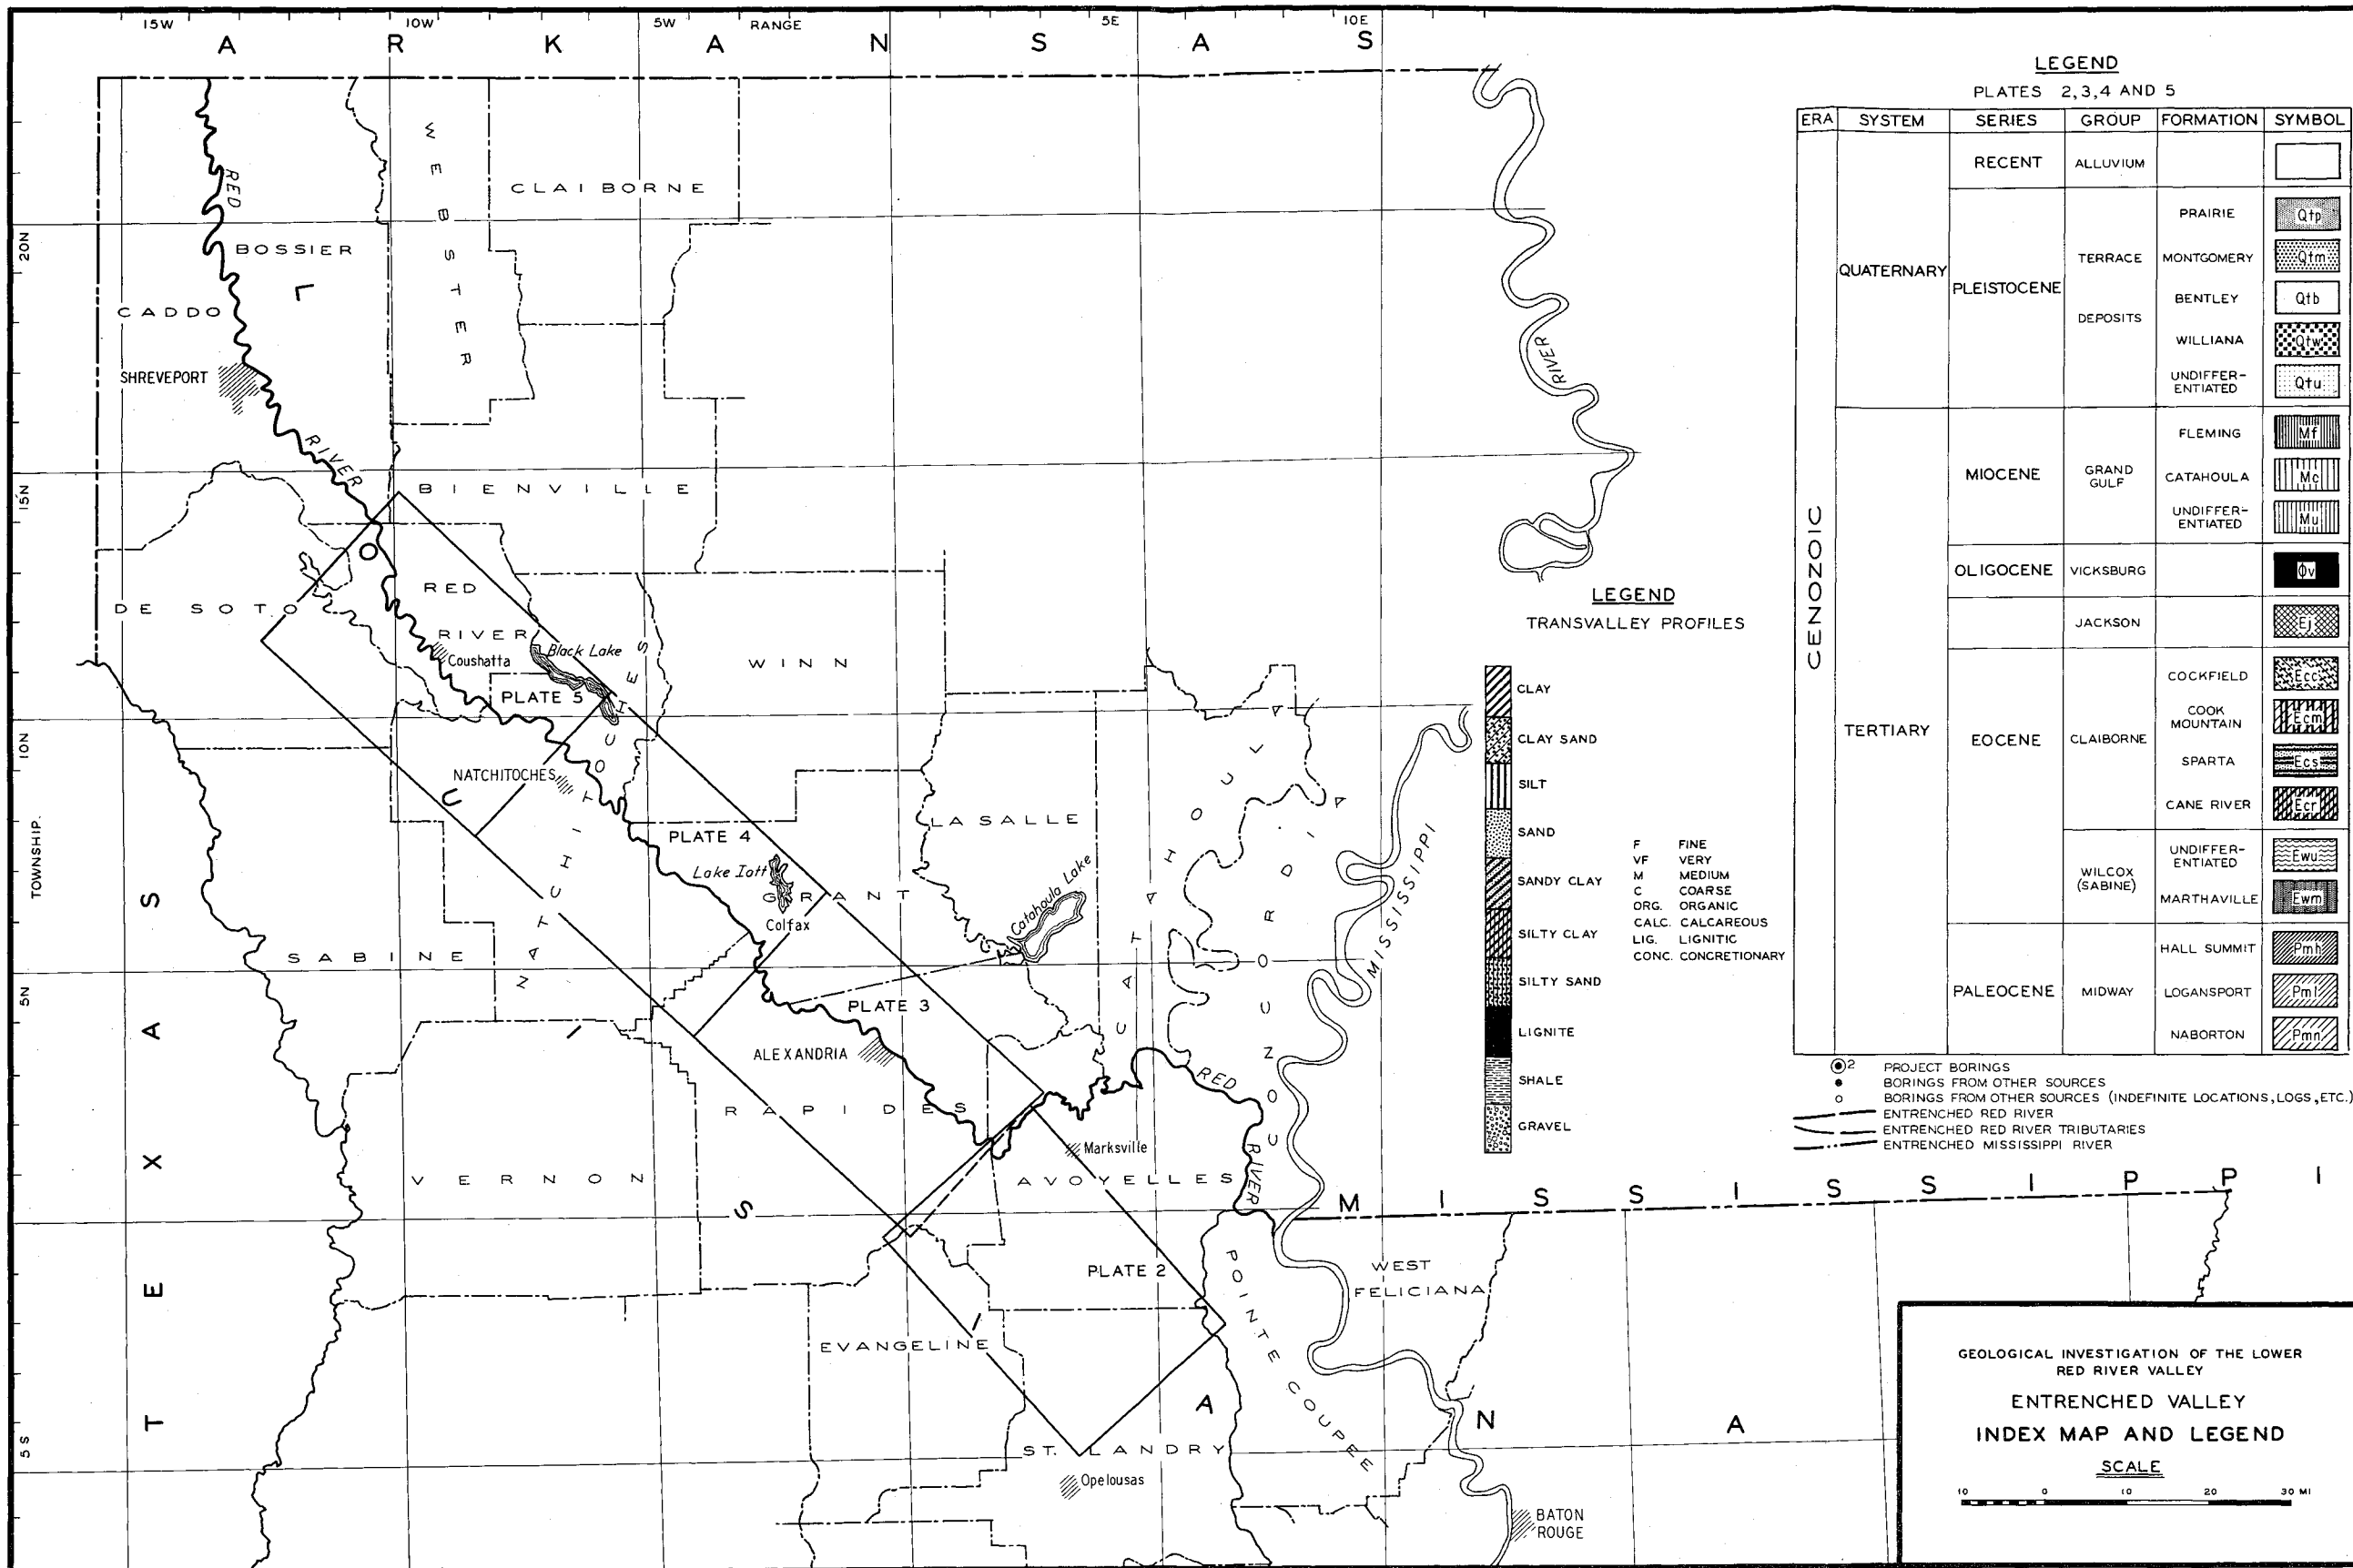 15W 10W 5W RANGE 5E 10E
A R K A N S A S
LEGEND
PLATES 2,3,4 AND 5
ERA SYSTEM SERIES GROUP FORMATION SYMBOL
CENOZOIC
QUATERNARY
RECENT ALLUVIUM
PLEISTOCENE
TERRACE
DEPOSITS
PRAIRIE Qtp
MONTGOMERY Qtm
BENTLEY Qtb
WILLIANA Qtw
UNDIFFER-
ENTIATED Qtu
TERTIARY
MIOCENE
GRAND
GULF
FLEMING Mf
CATAHOULA Mc
UNDIFFER-
ENTIATED Mu
OLIGOCENE VICKSBURG Φv
JACKSON Ej
EOCENE CLAIBORNE
COCKFIELD Ecc
COOK
MOUNTAIN Ecm
SPARTA Ecs
CANE RIVER Ecr
WILCOX
(SABINE)
UNDIFFER-
ENTIATED Ewu
MARTHAVILLE Ewm
PALEOCENE MIDWAY
HALL SUMMIT Pmh
LOGANSPORT Pml
NABORTON Pmn
2 PROJECT BORINGS
BORINGS FROM OTHER SOURCES
BORINGS FROM OTHER SOURCES (INDEFINITE LOCATIONS, LOGS, ETC.)
ENTRENCHED RED RIVER
ENTRENCHED RED RIVER TRIBUTARIES
ENTRENCHED MISSISSIPPI RIVER
LEGEND
TRANSVALLEY PROFILES
CLAY
CLAY SAND
SILT
SAND
SANDY CLAY
SILTY CLAY
SILTY SAND
LIGNITE
SHALE
GRAVEL
F FINE
VF VERY
M MEDIUM
C COARSE
ORG. ORGANIC
CALC. CALCAREOUS
LIG. LIGNITIC
CONC. CONCRETIONARY
TOWNSHIP.
20N
15N
10N
5N
5S
WEBSTER
CLAIBORNE
RED
BOSSIER
CADDO
SHREVEPORT
RIVER
BIENVILLE
RED
RIVER
DE SOTO
Coushatta
Black Lake
PLATE 5
WINN
NATCHITOCHES
NATCHITOCHES
PLATE 4
Lake Iatt
GRANT
Colfax
LA SALLE
Catahoula Lake
CATAHOULA
CONCORDIA
SABINE
PLATE 3
ALEXANDRIA
RAPIDES
VERNON
Marksville
AVOYELLES
RED
RIVER
RIVER
MISSISSIPPI
PLATE 2
EVANGELINE
POINTE COUPEE
WEST
FELICIANA
ST. LANDRY
Opelousas
BATON
ROUGE
T E X A S
L O U I S I A N A
M I S S I S S I P P I
GEOLOGICAL INVESTIGATION OF THE LOWER
RED RIVER VALLEY
ENTRENCHED VALLEY
INDEX MAP AND LEGEND
SCALE
10 0 10 20 30 MI